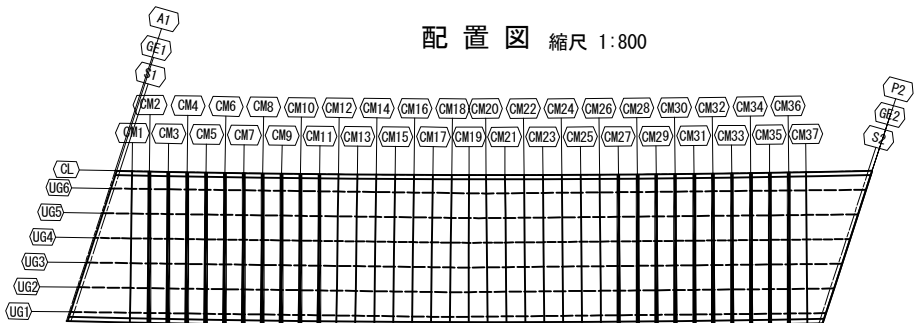 配置図 縮尺 1:800
A1
GE1
S1
P2
GE2
S2
CM2 CM4 CM6 CM8 CM10 CM12 CM14 CM16 CM18 CM20 CM22 CM24 CM26 CM28 CM30 CM32 CM34 CM36
CM1 CM3 CM5 CM7 CM9 CM11 CM13 CM15 CM17 CM19 CM21 CM23 CM25 CM27 CM29 CM31 CM33 CM35 CM37
CL
UG6
UG5
UG4
UG3
UG2
UG1